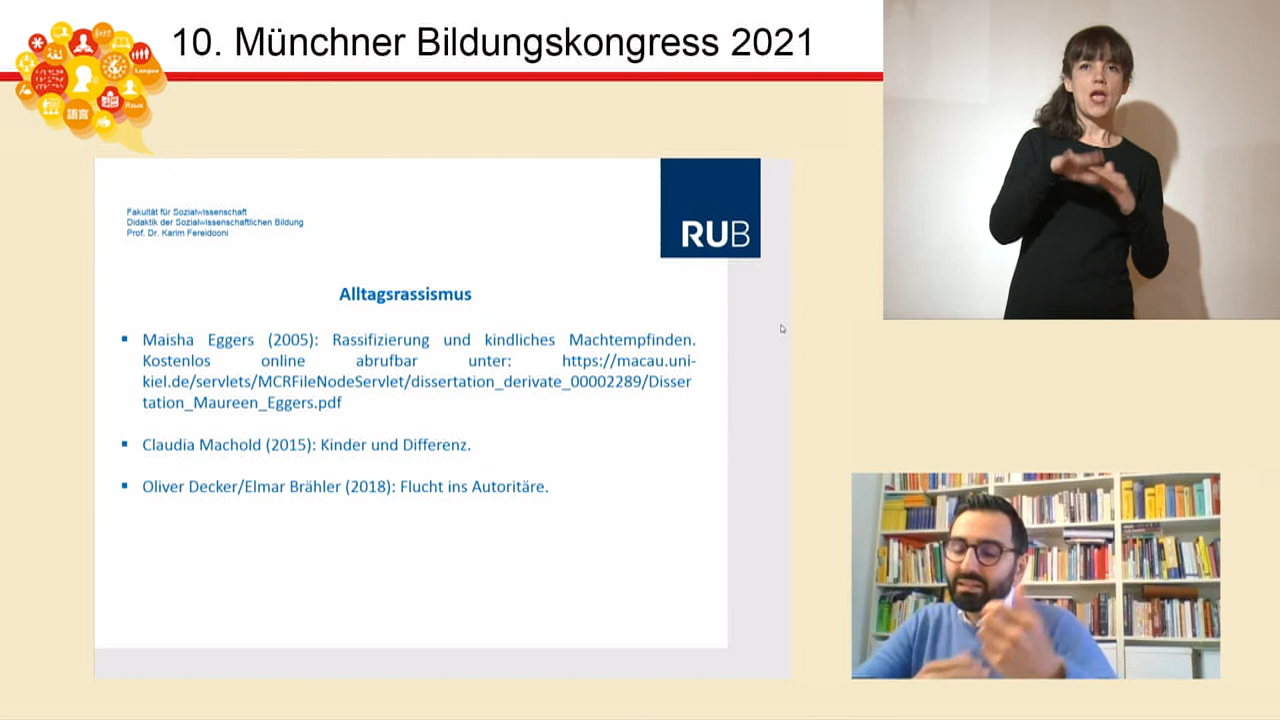 10. Münchner Bildungskongress 2021
語言
Fakultät für Sozialwissenschaft
Didaktik der Sozialwissenschaftlichen Bildung
Prof. Dr. Karim Fereidooni
RUB
Alltagsrassismus
▪ Maisha Eggers (2005): Rassifizierung und kindliches Machtempfinden.
Kostenlos online abrufbar unter: https://macau.uni-
kiel.de/servlets/MCRFileNodeServlet/dissertation_derivate_00002289/Disser
tation_Maureen_Eggers.pdf
▪ Claudia Machold (2015): Kinder und Differenz.
▪ Oliver Decker/Elmar Brähler (2018): Flucht ins Autoritäre.